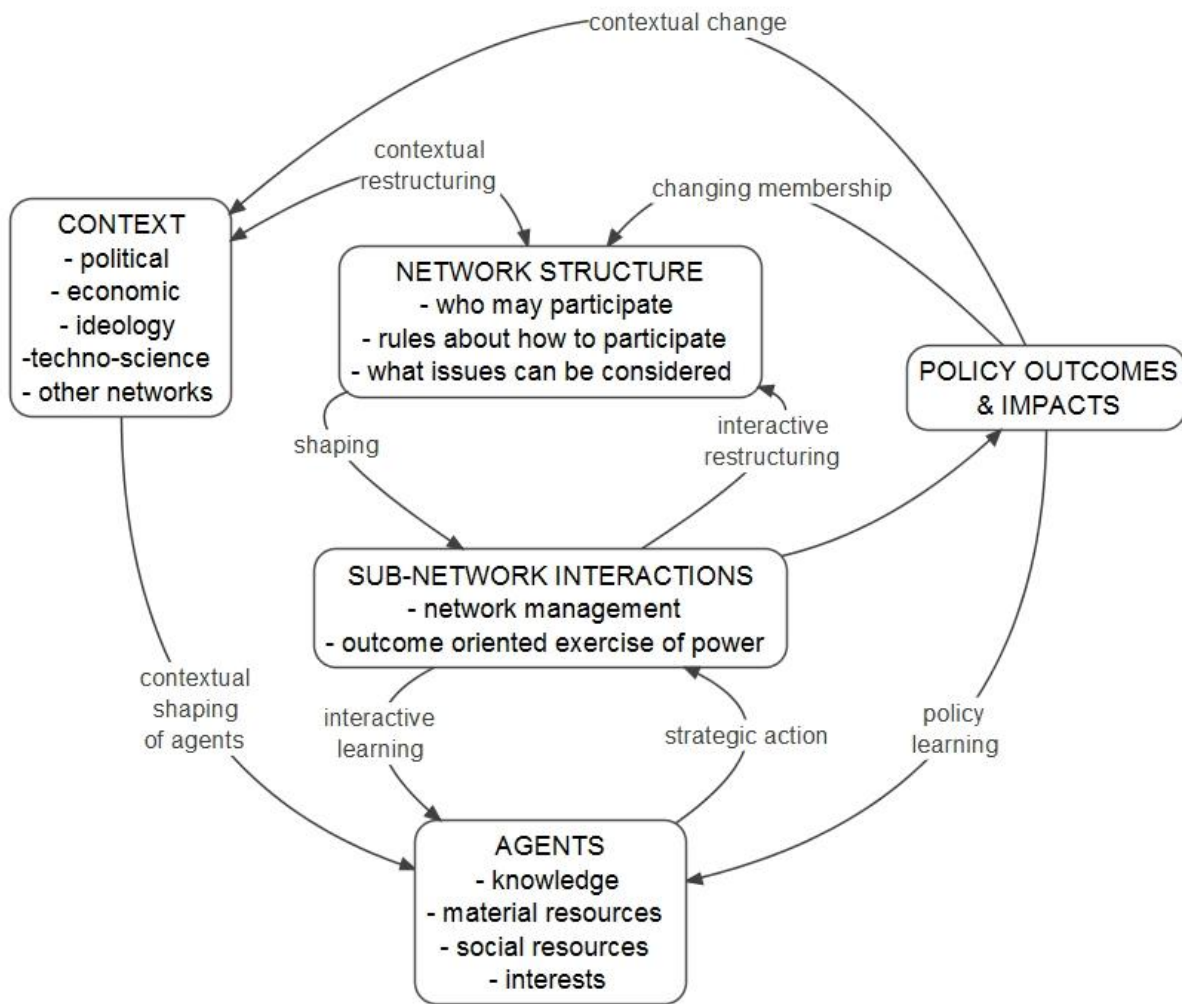 contextual change
contextual
restructuring
changing membership
CONTEXT
- political
- economic
- ideology
-techno-science
- other networks
NETWORK STRUCTURE
- who may participate
- rules about how to participate
- what issues can be considered
POLICY OUTCOMES
& IMPACTS
shaping
interactive
restructuring
SUB-NETWORK INTERACTIONS
- network management
- outcome oriented exercise of power
contextual
shaping
of agents
interactive
learning
strategic action
policy
learning
AGENTS
- knowledge
- material resources
- social resources
- interests